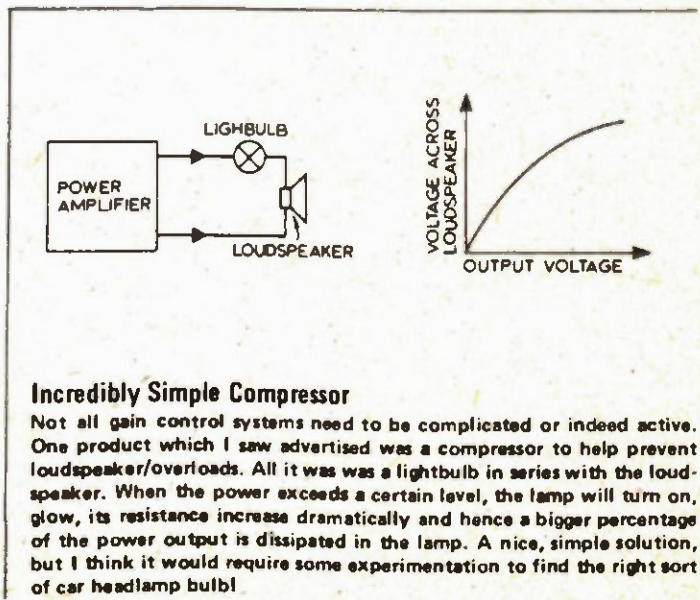 LIGHBULB
POWER
AMPLIFIER
LOUDSPEAKER
VOLTAGE ACROSS
LOUDSPEAKER
OUTPUT VOLTAGE
Incredibly Simple Compressor
Not all gain control systems need to be complicated or indeed active.
One product which I saw advertised was a compressor to help prevent
loudspeaker/overloads. All it was was a lightbulb in series with the loud-
speaker. When the power exceeds a certain level, the lamp will turn on,
glow, its resistance increase dramatically and hence a bigger percentage
of the power output is dissipated in the lamp. A nice, simple solution,
but I think it would require some experimentation to find the right sort
of car headlamp bulb!